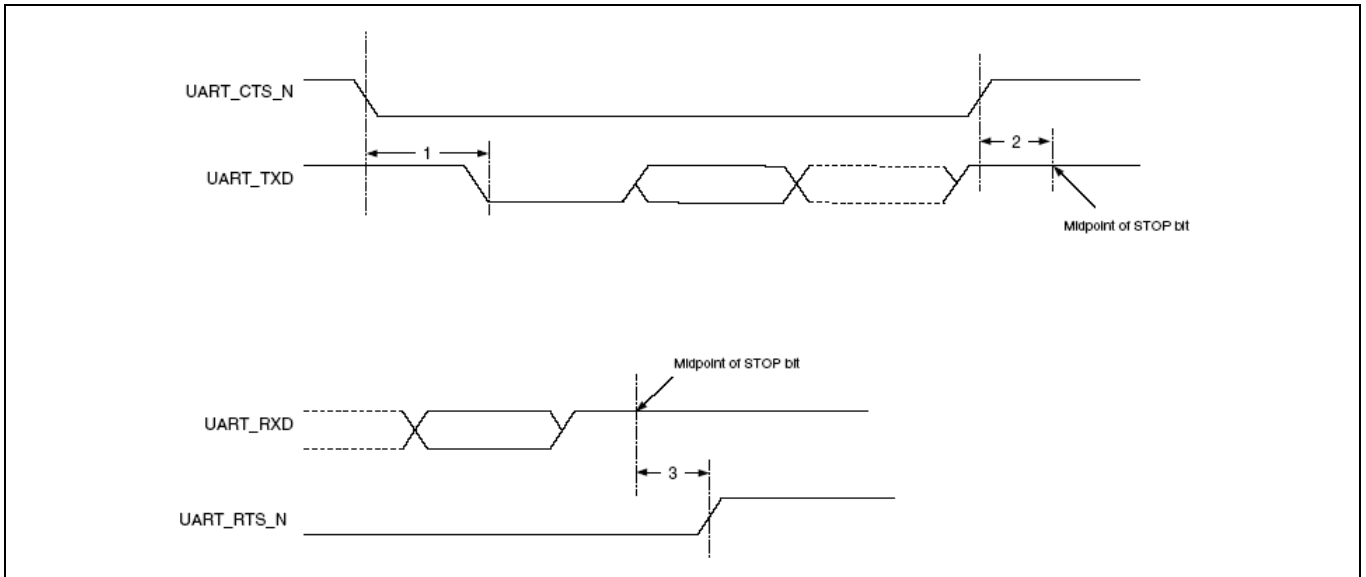 UART_CTS_N
1
2
UART_TXD
Midpoint of STOP bit
Midpoint of STOP bit
UART_RXD
3
UART_RTS_N